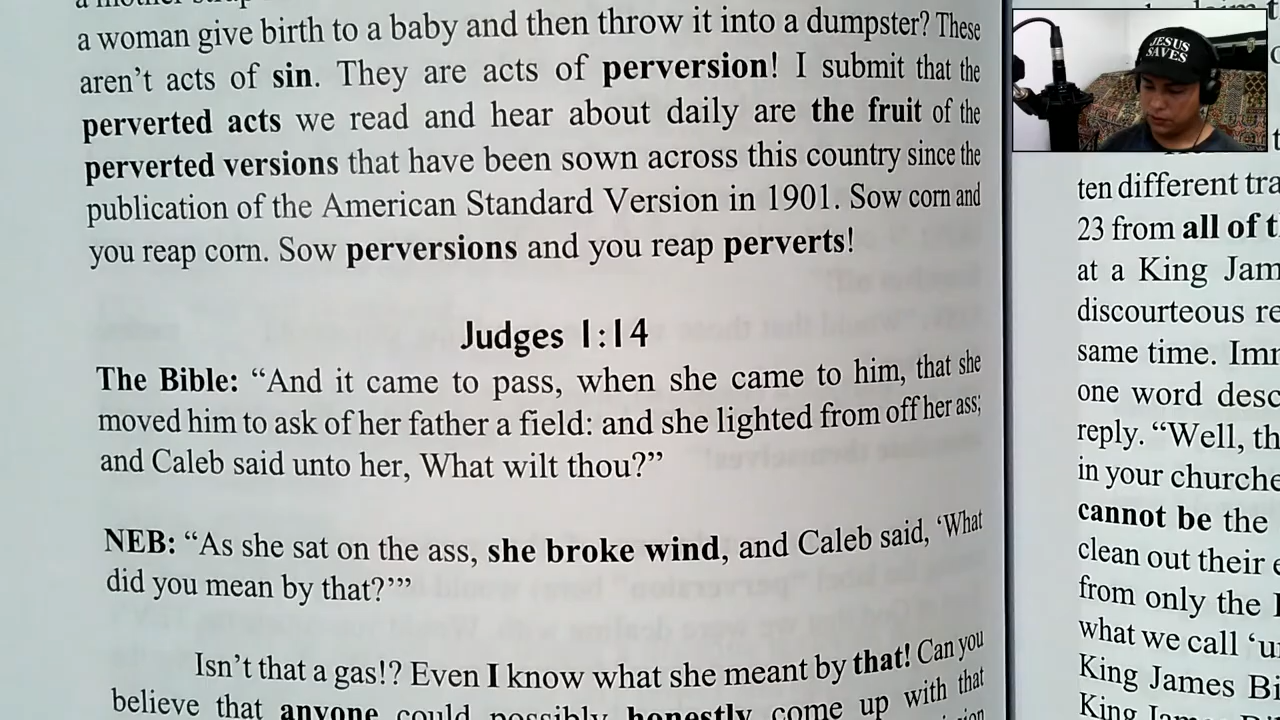 a woman give birth to a baby and then throw it into a dumpster? These
aren't acts of sin. They are acts of perversion! I submit that the
perverted acts we read and hear about daily are the fruit of the
perverted versions that have been sown across this country since the
publication of the American Standard Version in 1901. Sow corn and
you reap corn. Sow perversions and you reap perverts!
Judges 1:14
The Bible: “And it came to pass, when she came to him, that she
moved him to ask of her father a field: and she lighted from off her ass;
and Caleb said unto her, What wilt thou?”
NEB: “As she sat on the ass, she broke wind, and Caleb said, ‘What
did you mean by that?’”
Isn't that a gas!? Even I know what she meant by that! Can you
believe that anyone could possibly honestly come up with that
JESUS
SAVES
ten different
23 from all of
at a King
discourteous
same time.
one word
reply. “Well,
in your
cannot be the
clean out their
from only the
what we call
King James
King